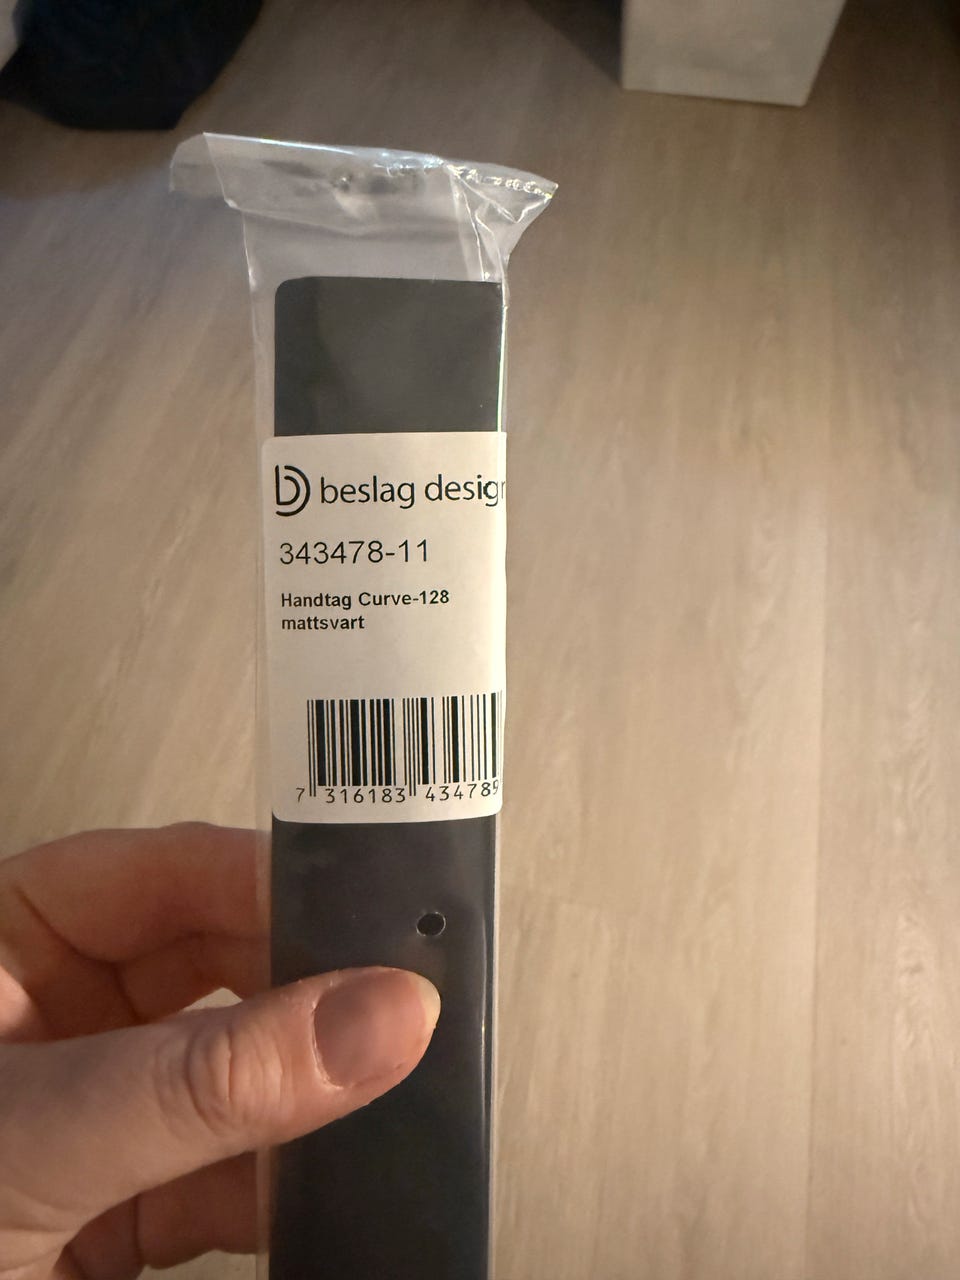 beslag design
343478-11
Handtag Curve-128
mattsvart
7 316183 434789